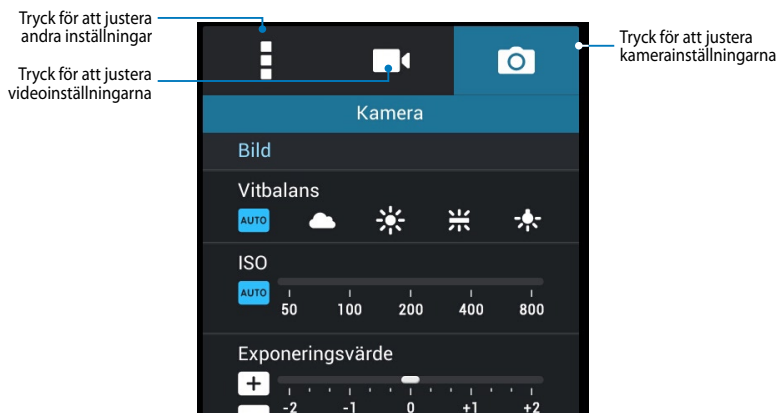 Tryck för att justera
andra inställningar
Tryck för att justera
videoinställningarna
Tryck för att justera
kamerainställningarna
Kamera
Bild
Vitbalans
AUTO
ISO
AUTO
50 100 200 400 800
Exponeringsvärde
-2 -1 0 +1 +2